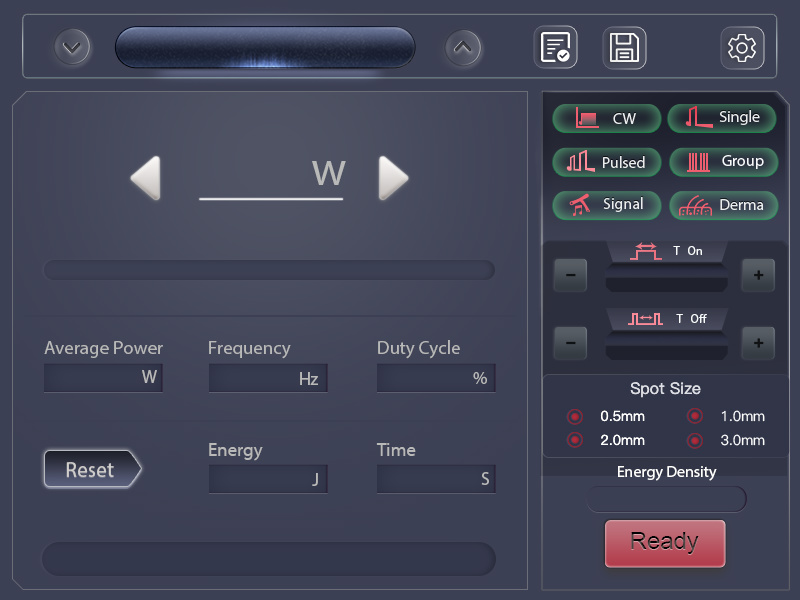 W
CW
Single
Pulsed
Group
Signal
Derma
T On
−
+
T Off
−
+
Average Power
Frequency
Duty Cycle
W
Hz
%
Spot Size
0.5mm
1.0mm
2.0mm
3.0mm
Reset
Energy
Time
J
S
Energy Density
Ready